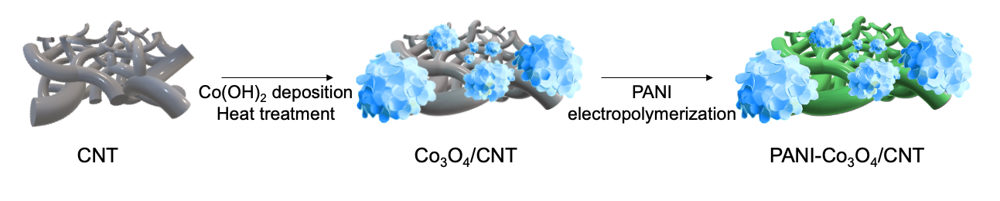 Co(OH)₂ deposition
Heat treatment
PANI
electropolymerization
CNT
Co₃O₄/CNT
PANI-Co₃O₄/CNT